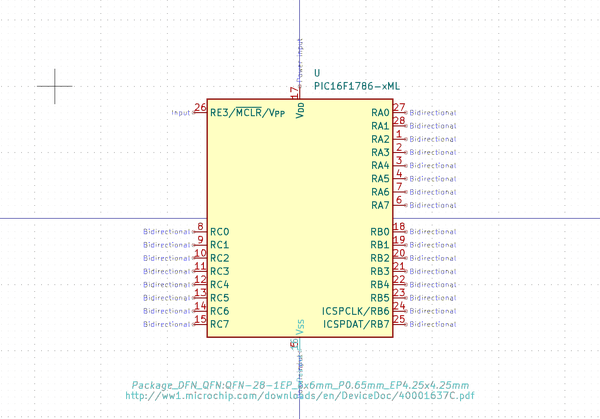 Power input
U
PIC16F1786-xML
17
VDD
Input 26 RE3/MCLR/VPP
RA0 27 Bidirectional
RA1 28 Bidirectional
RA2 1 Bidirectional
RA3 2 Bidirectional
RA4 3 Bidirectional
RA5 4 Bidirectional
RA6 7 Bidirectional
RA7 6 Bidirectional
Bidirectional 8 RC0 RB0 18 Bidirectional
Bidirectional 9 RC1 RB1 19 Bidirectional
Bidirectional 10 RC2 RB2 20 Bidirectional
Bidirectional 11 RC3 RB3 21 Bidirectional
Bidirectional 12 RC4 RB4 22 Bidirectional
Bidirectional 13 RC5 RB5 23 Bidirectional
Bidirectional 14 RC6 ICSPCLK/RB6 24 Bidirectional
Bidirectional 15 RC7 ICSPDAT/RB7 25 Bidirectional
VSS
Package_DFN_QFN:QFN-28-1EP_6x6mm_P0.65mm_EP4.25x4.25mm
http://ww1.microchip.com/downloads/en/DeviceDoc/40001637C.pdf